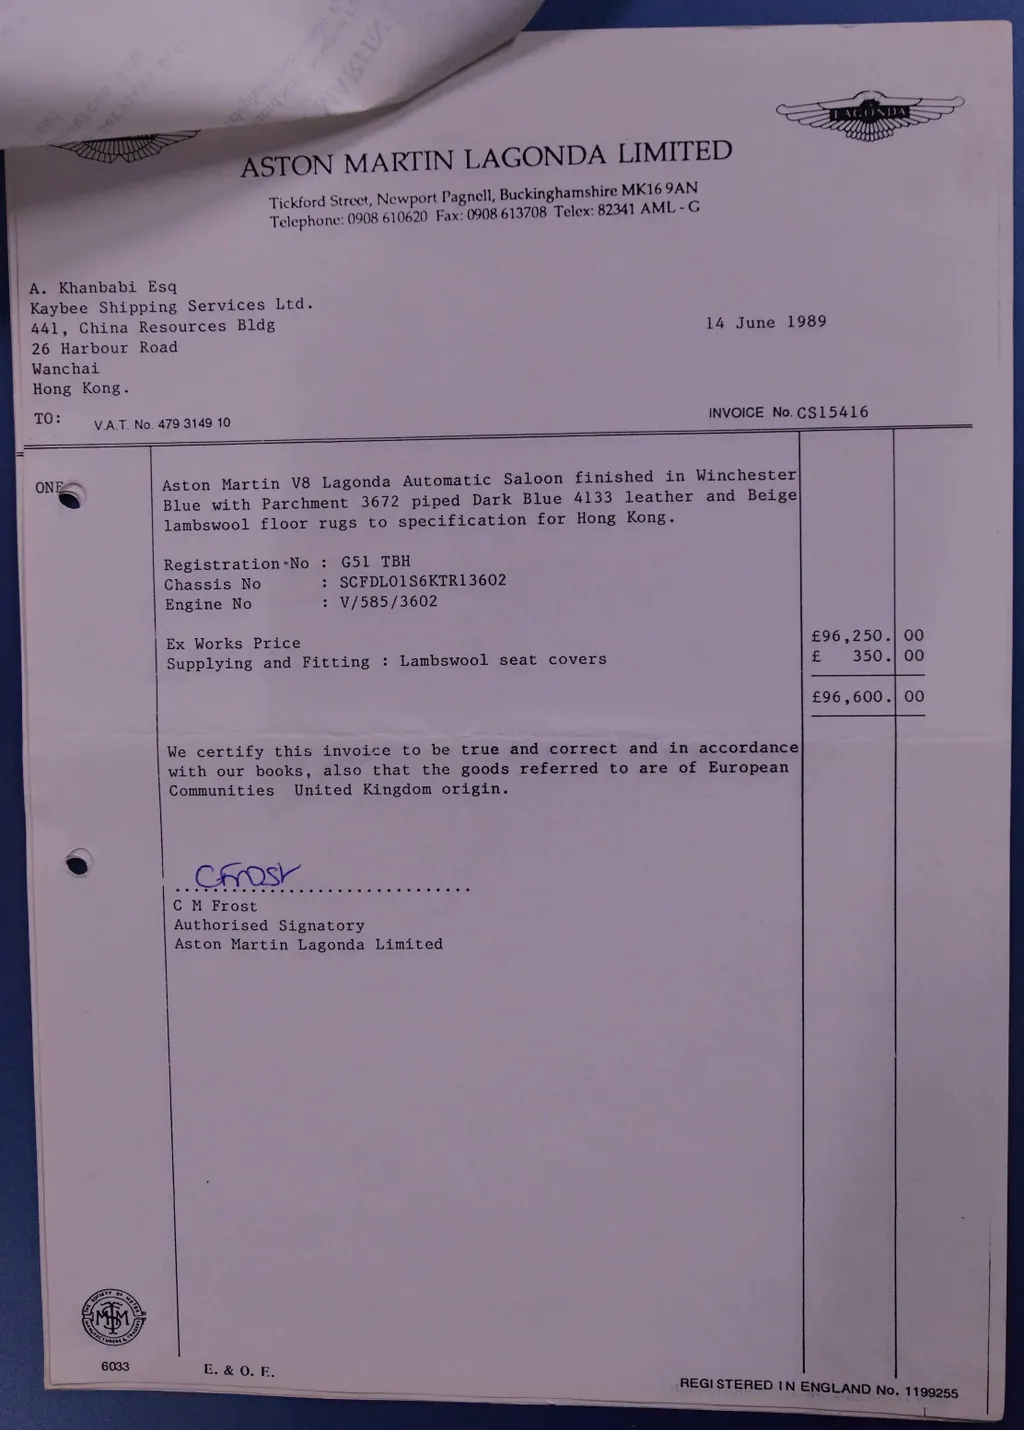 LAGONDA
ASTON MARTIN LAGONDA LIMITED
Tickford Street, Newport Pagnell, Buckinghamshire MK16 9AN
Telephone: 0908 610620 Fax: 0908 613708 Telex: 82341 AML - G
A. Khanbabi Esq
Kaybee Shipping Services Ltd.
441, China Resources Bldg
26 Harbour Road
Wanchai
Hong Kong.
14 June 1989
TO: V.A.T. No. 479 3149 10
INVOICE No. CS15416
ONE
Aston Martin V8 Lagonda Automatic Saloon finished in Winchester
Blue with Parchment 3672 piped Dark Blue 4133 leather and Beige
lambswool floor rugs to specification for Hong Kong.
Registration No : G51 TBH
Chassis No : SCFDL01S6KTR13602
Engine No : V/585/3602
Ex Works Price £96,250. 00
Supplying and Fitting : Lambswool seat covers £ 350. 00
£96,600. 00
We certify this invoice to be true and correct and in accordance
with our books, also that the goods referred to are of European
Communities United Kingdom origin.
CFrost
C M Frost
Authorised Signatory
Aston Martin Lagonda Limited
THE SOCIETY OF MOTOR MANUFACTURERS & TRADERS
6033
E. & O. E.
REGISTERED IN ENGLAND No. 1199255